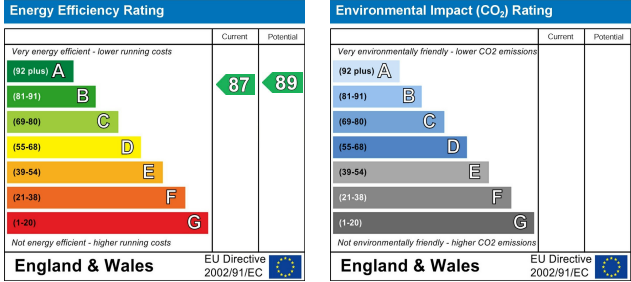 Energy Efficiency Rating
Current Potential
Very energy efficient - lower running costs
(92 plus) A
(81-91) B
(69-80) C
(55-68) D
(39-54) E
(21-38) F
(1-20) G
87 89
Not energy efficient - higher running costs
England & Wales
EU Directive
2002/91/EC
Environmental Impact (CO2) Rating
Current Potential
Very environmentally friendly - lower CO2 emissions
(92 plus) A
(81-91) B
(69-80) C
(55-68) D
(39-54) E
(21-38) F
(1-20) G
Not environmentally friendly - higher CO2 emissions
England & Wales
EU Directive
2002/91/EC